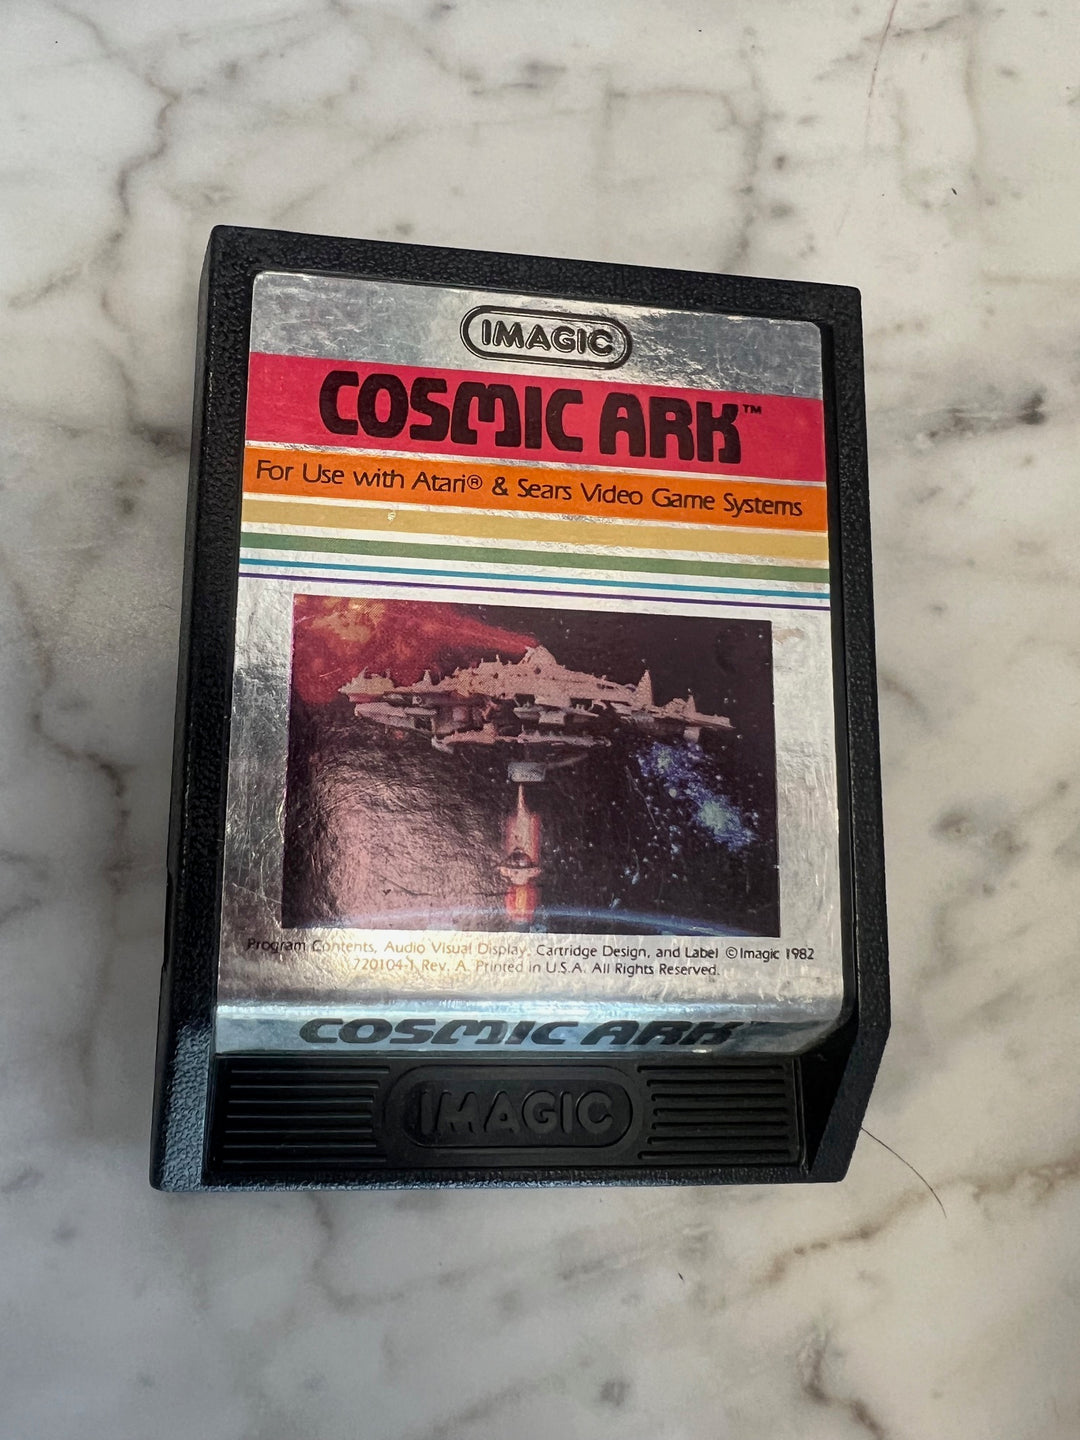 IMAGIC
COSMIC ARK™
For Use with Atari® & Sears Video Game Systems
Program Contents, Audio Visual Display, Cartridge Design, and Label © Imagic 1982
720104-1 Rev. A. Printed in U.S.A. All Rights Reserved.
COSMIC ARK™
IMAGIC